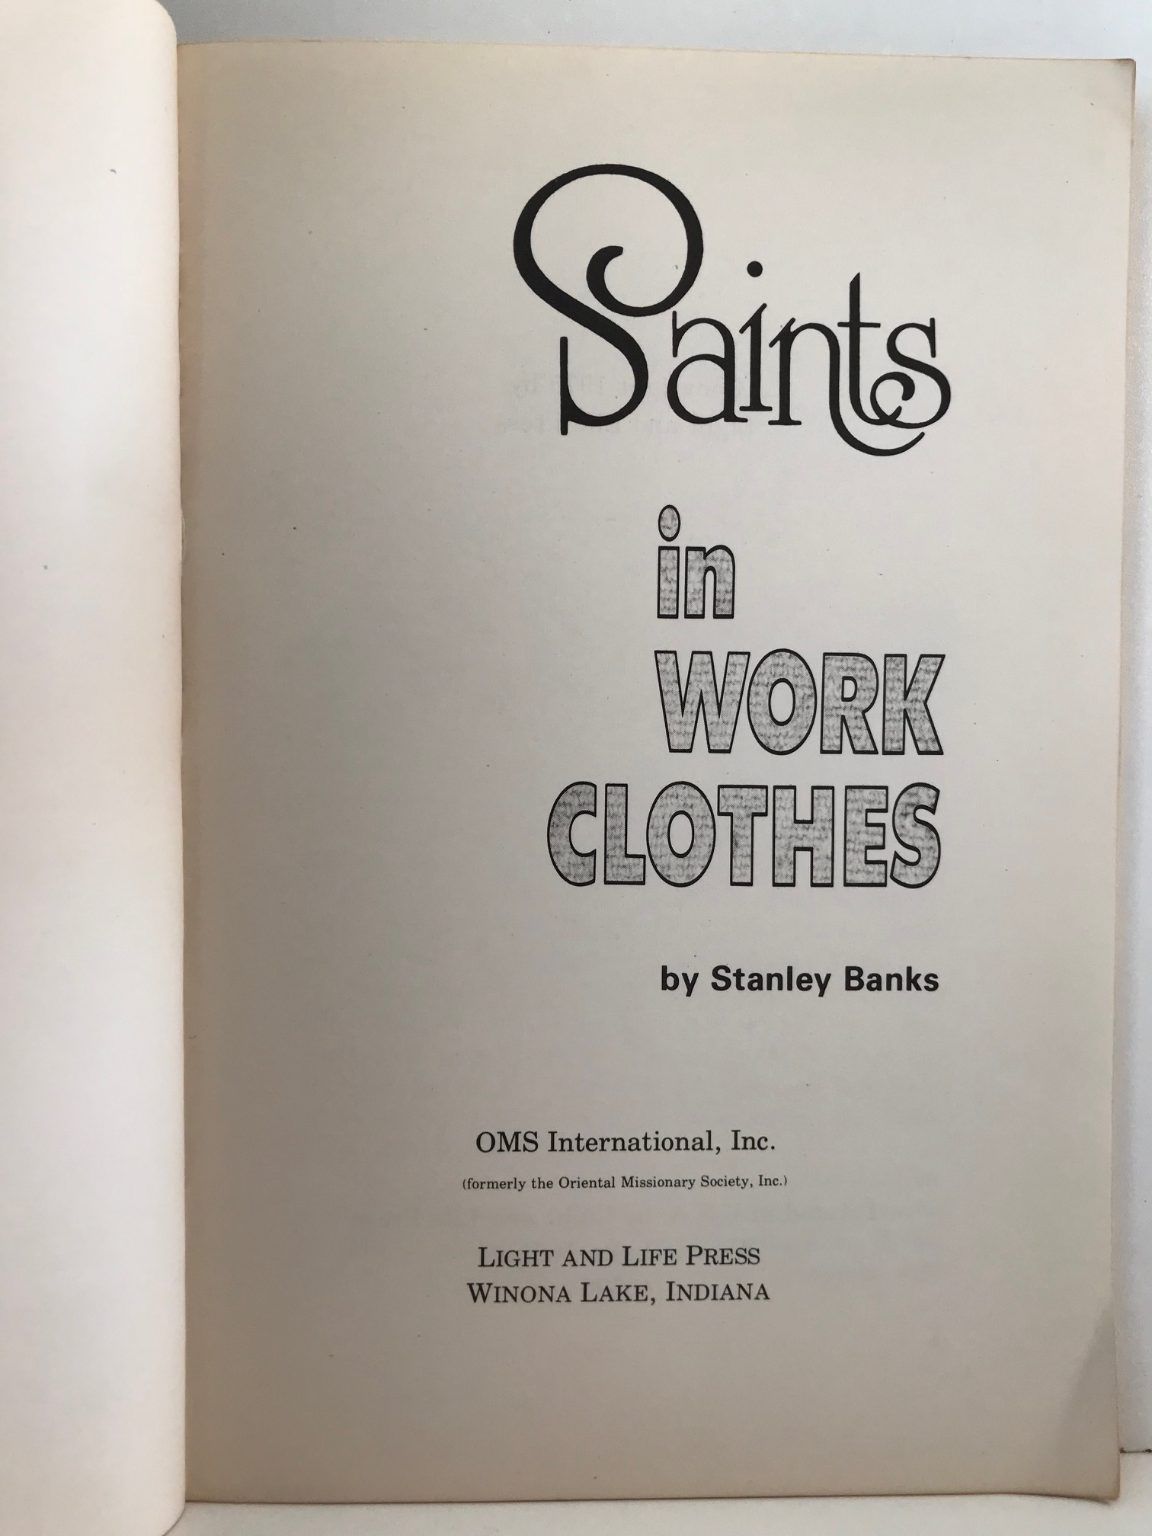 Saints
in
WORK
CLOTHES
by Stanley Banks
OMS International, Inc.
(formerly the Oriental Missionary Society, Inc.)
LIGHT AND LIFE PRESS
WINONA LAKE, INDIANA